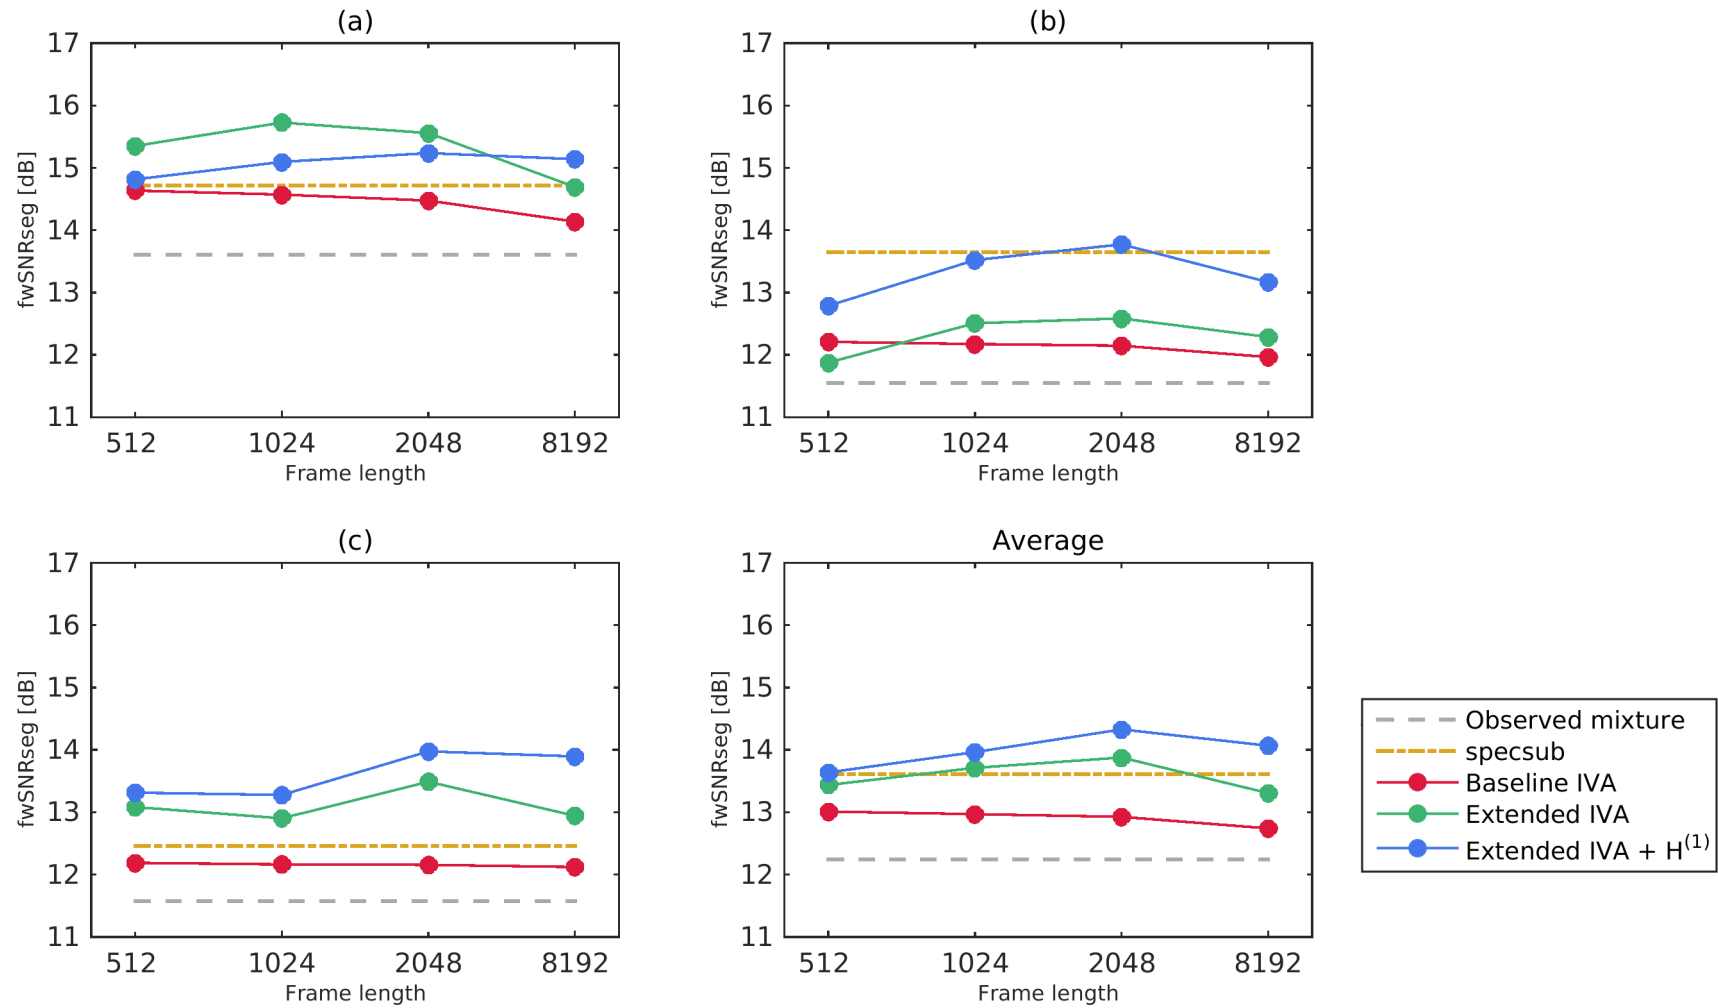 (a)
17
16
15
14
13
12
11
fwSNRseg [dB]
512 1024 2048 8192
Frame length
(b)
17
16
15
14
13
12
11
fwSNRseg [dB]
512 1024 2048 8192
Frame length
(c)
17
16
15
14
13
12
11
fwSNRseg [dB]
512 1024 2048 8192
Frame length
Average
17
16
15
14
13
12
11
fwSNRseg [dB]
512 1024 2048 8192
Frame length
Observed mixture
specsub
Baseline IVA
Extended IVA
Extended IVA + H⁽¹⁾